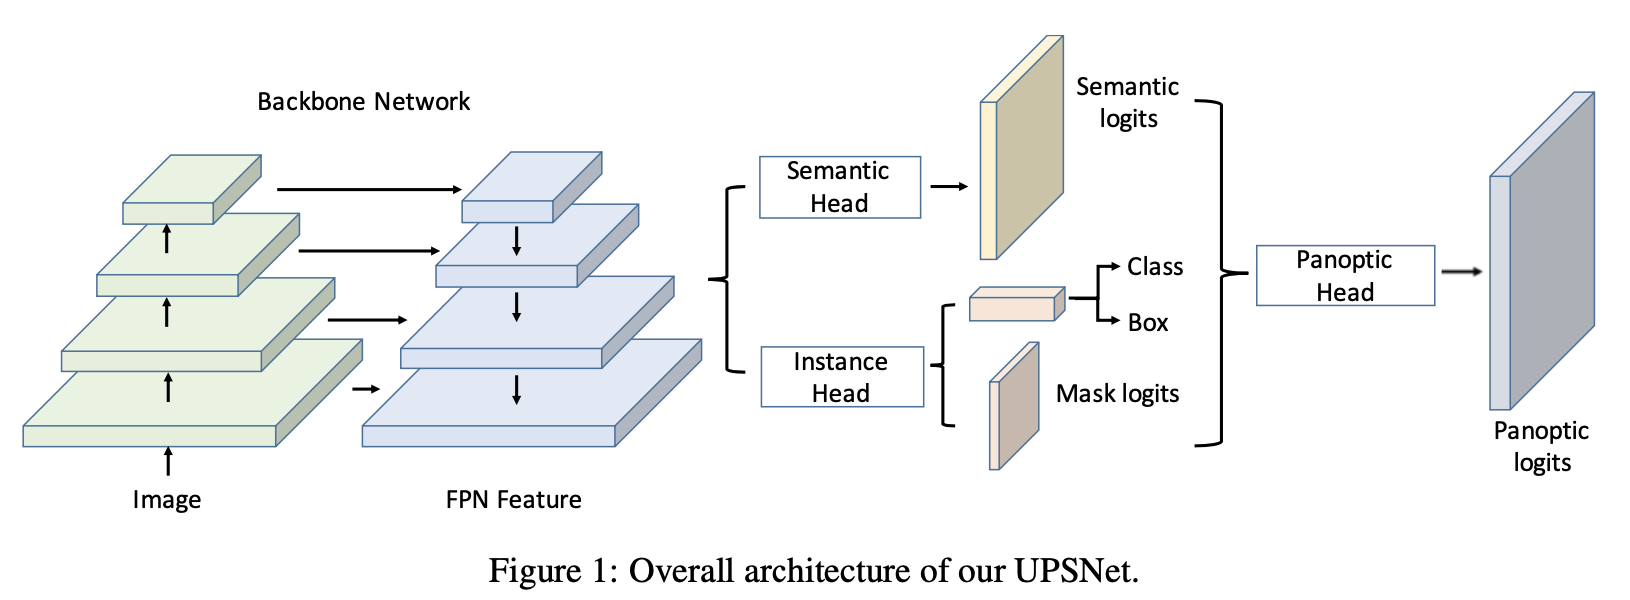 Backbone Network
Image
FPN Feature
Semantic
Head
Instance
Head
Semantic
logits
Class
Box
Mask logits
Panoptic
Head
Panoptic
logits
Figure 1: Overall architecture of our UPSNet.